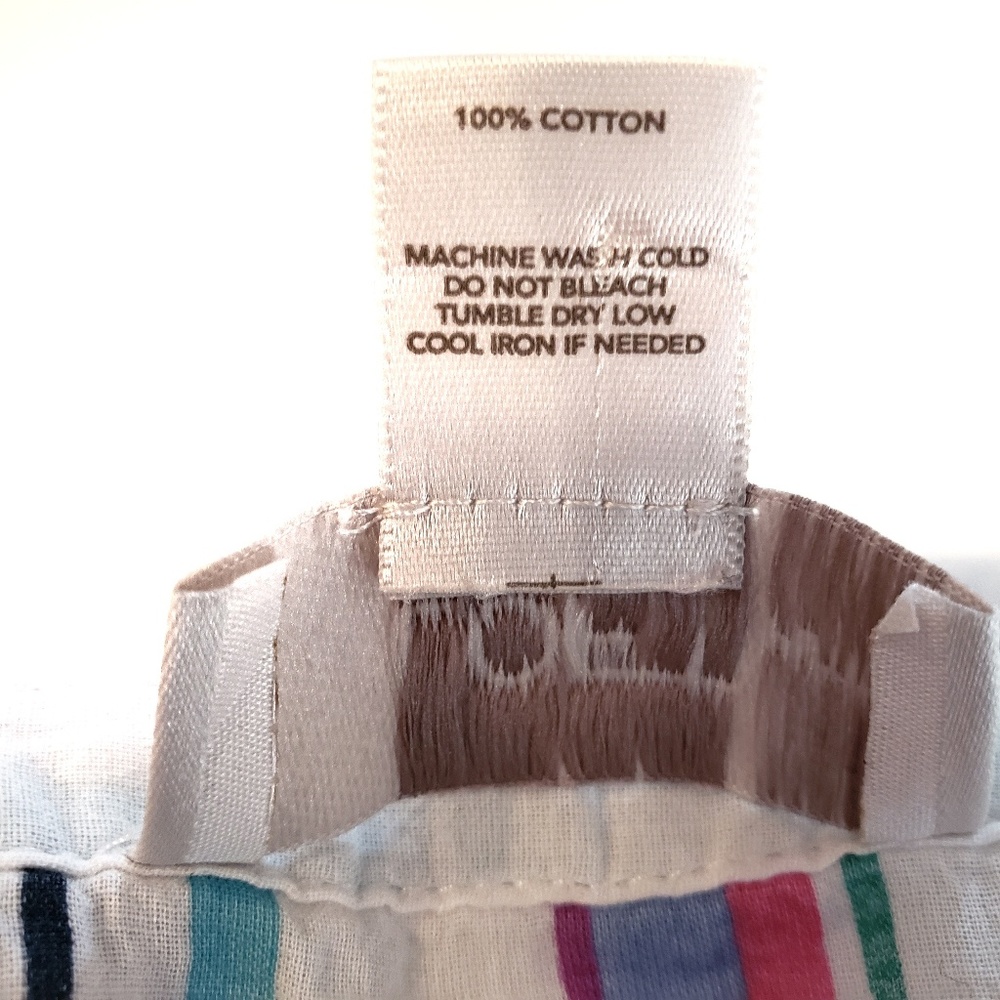 100% COTTON
MACHINE WASH COLD
DO NOT BLEACH
TUMBLE DRY LOW
COOL IRON IF NEEDED